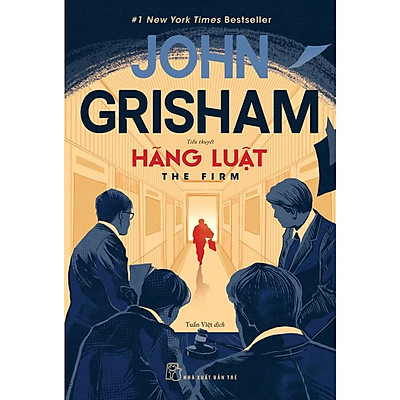 #1 New York Times Bestseller
JOHN
GRISHAM
Tiểu thuyết
HÃNG LUẬT
THE FIRM
Tuấn Việt dịch
NHÀ XUẤT BẢN TRẺ